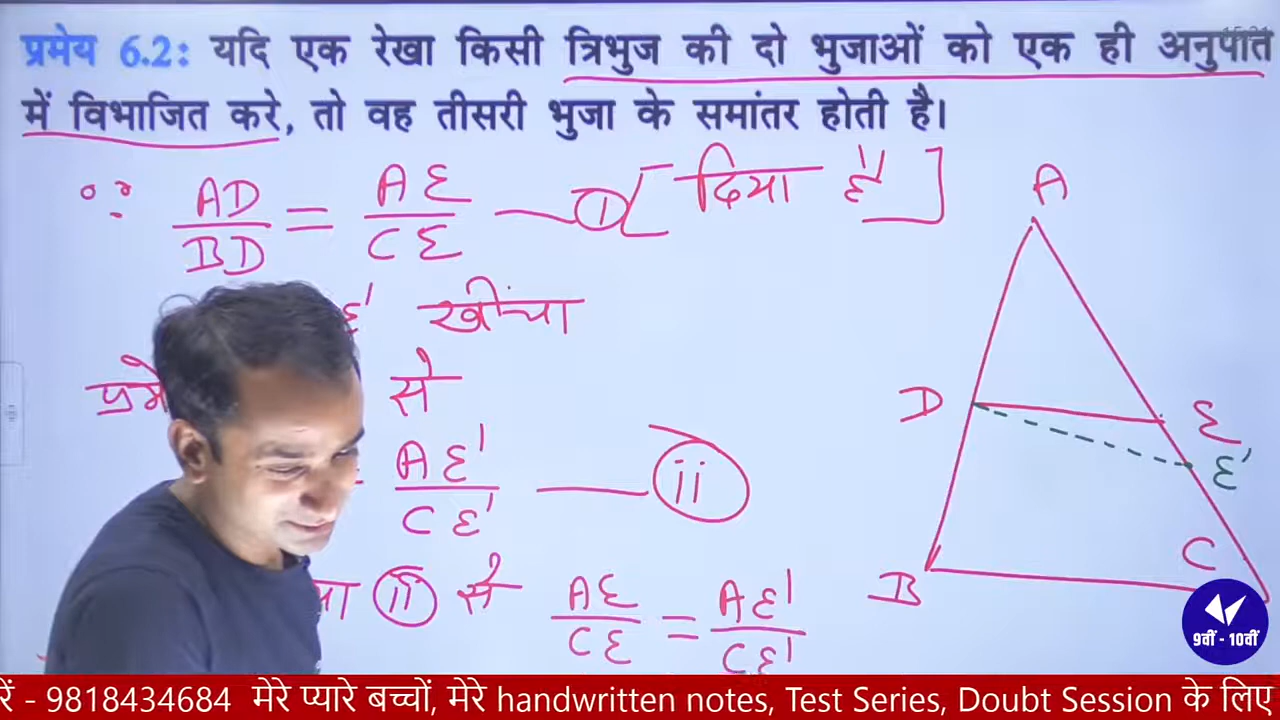 प्रमेय 6.2: यदि एक रेखा किसी त्रिभुज की दो भुजाओं को एक ही अनुपात
में विभाजित करे, तो वह तीसरी भुजा के समांतर होती है।
∵ AD/BD = AE/CE — (i) [दिया है]
E' खींचा
से
AE'/CE' — (ii)
(ii) से AE/CE = AE'/CE'
A
D
E
E'
B
C
9वीं - 10वीं
रें - 9818434684 मेरे प्यारे बच्चों, मेरे handwritten notes, Test Series, Doubt Session के लिए